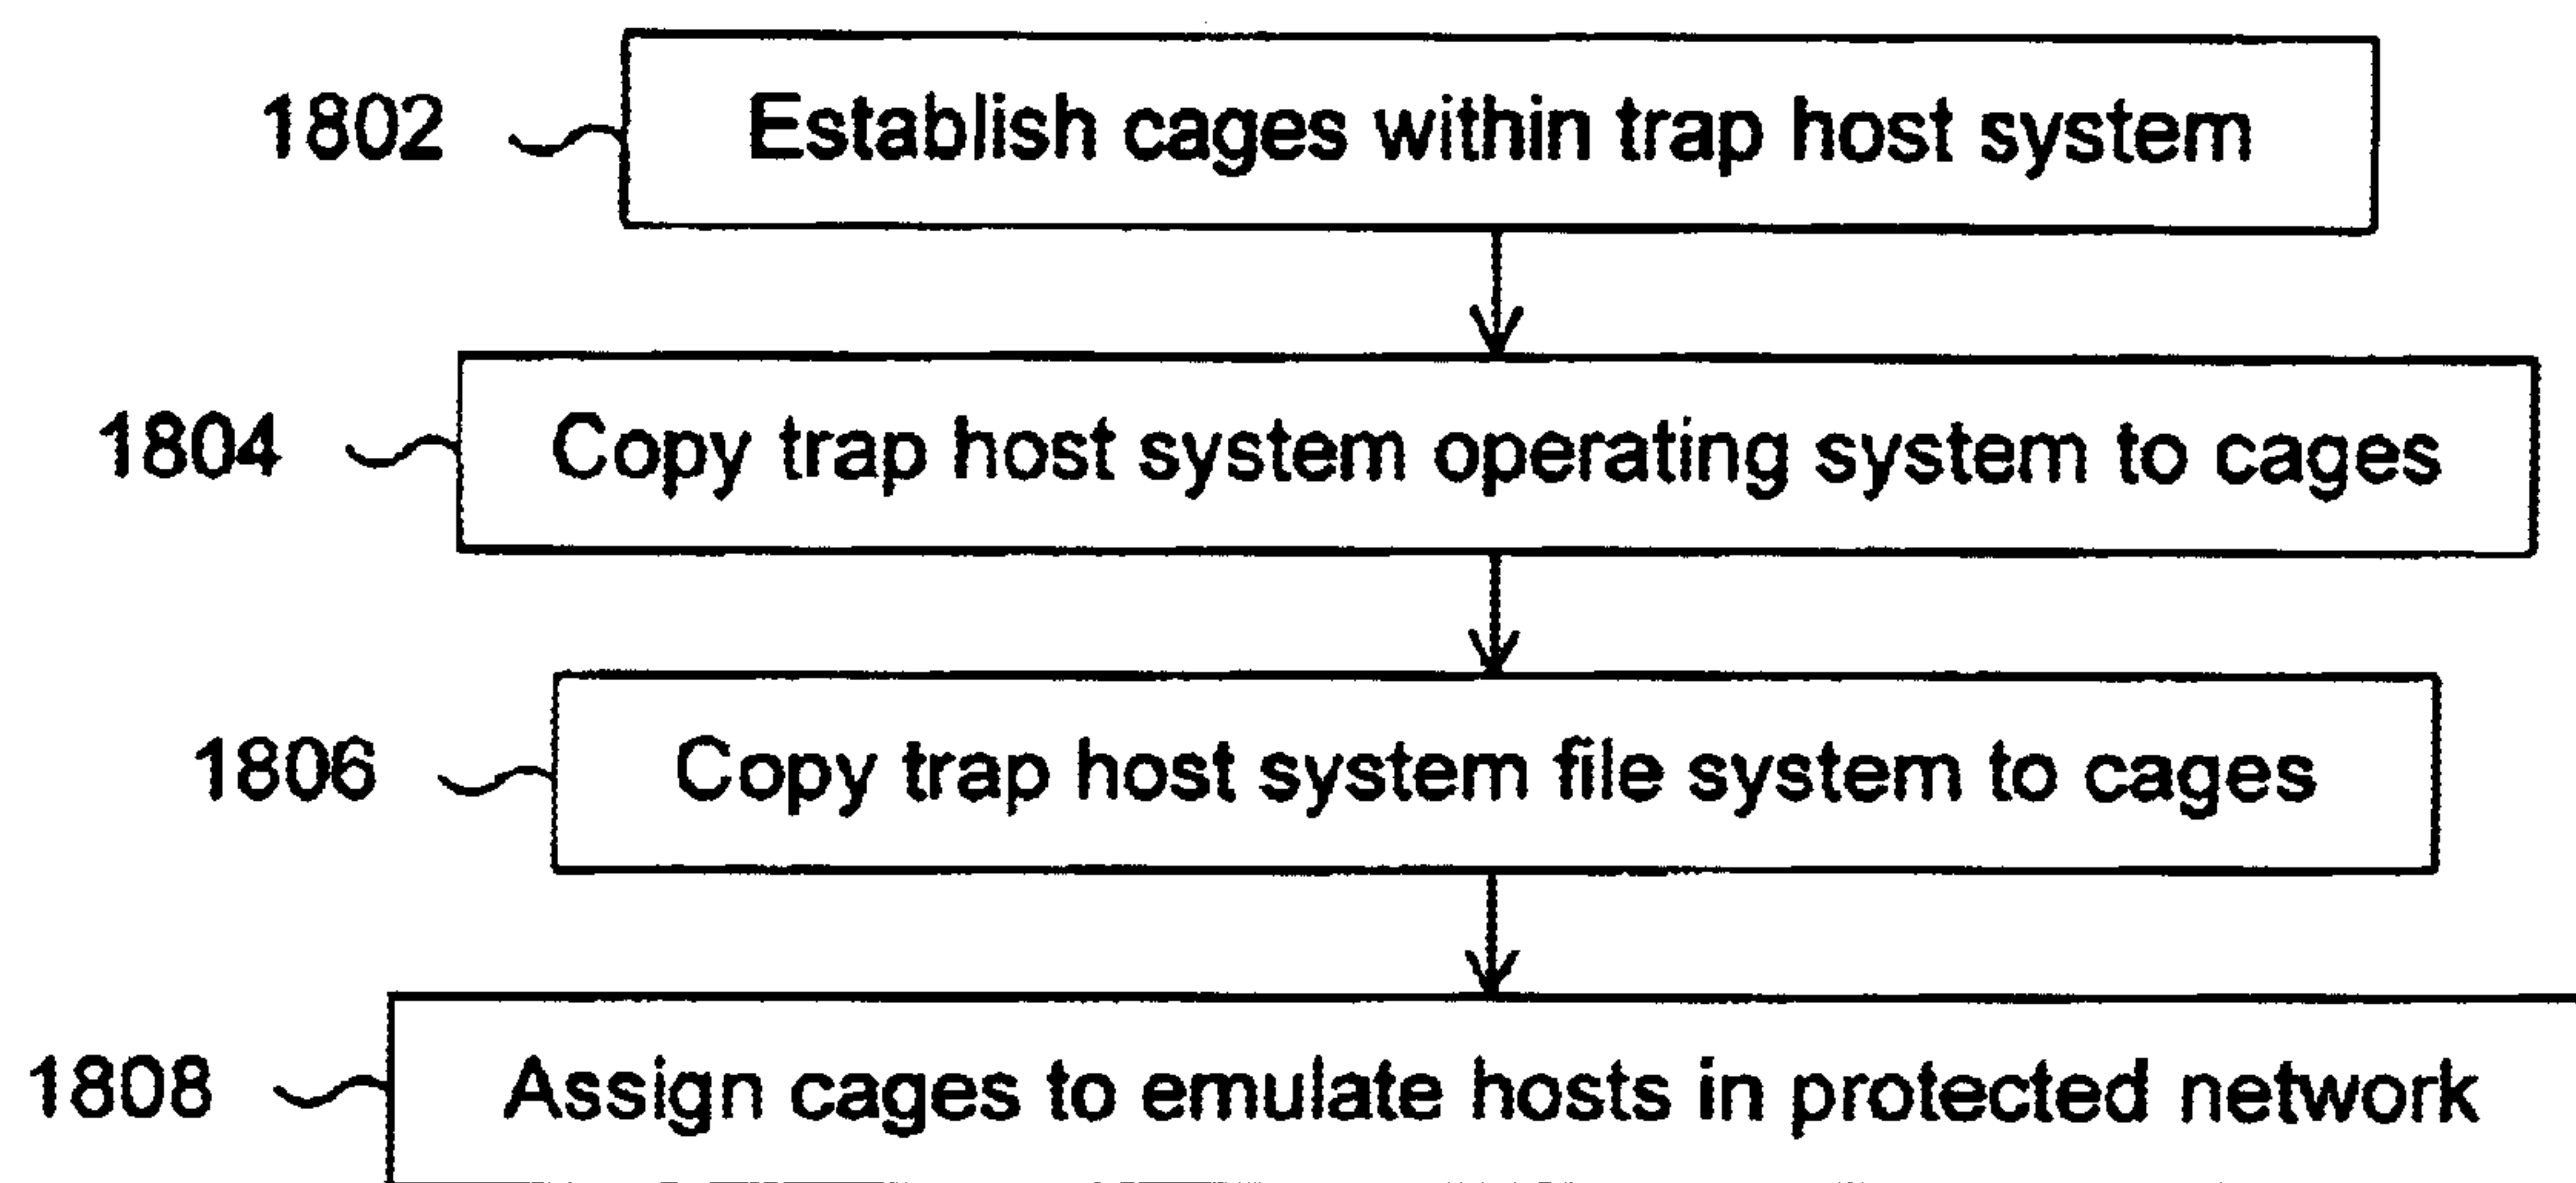 1802 Establish cages within trap host system
1804 Copy trap host system operating system to cages
1806 Copy trap host system file system to cages
1808 Assign cages to emulate hosts in protected network